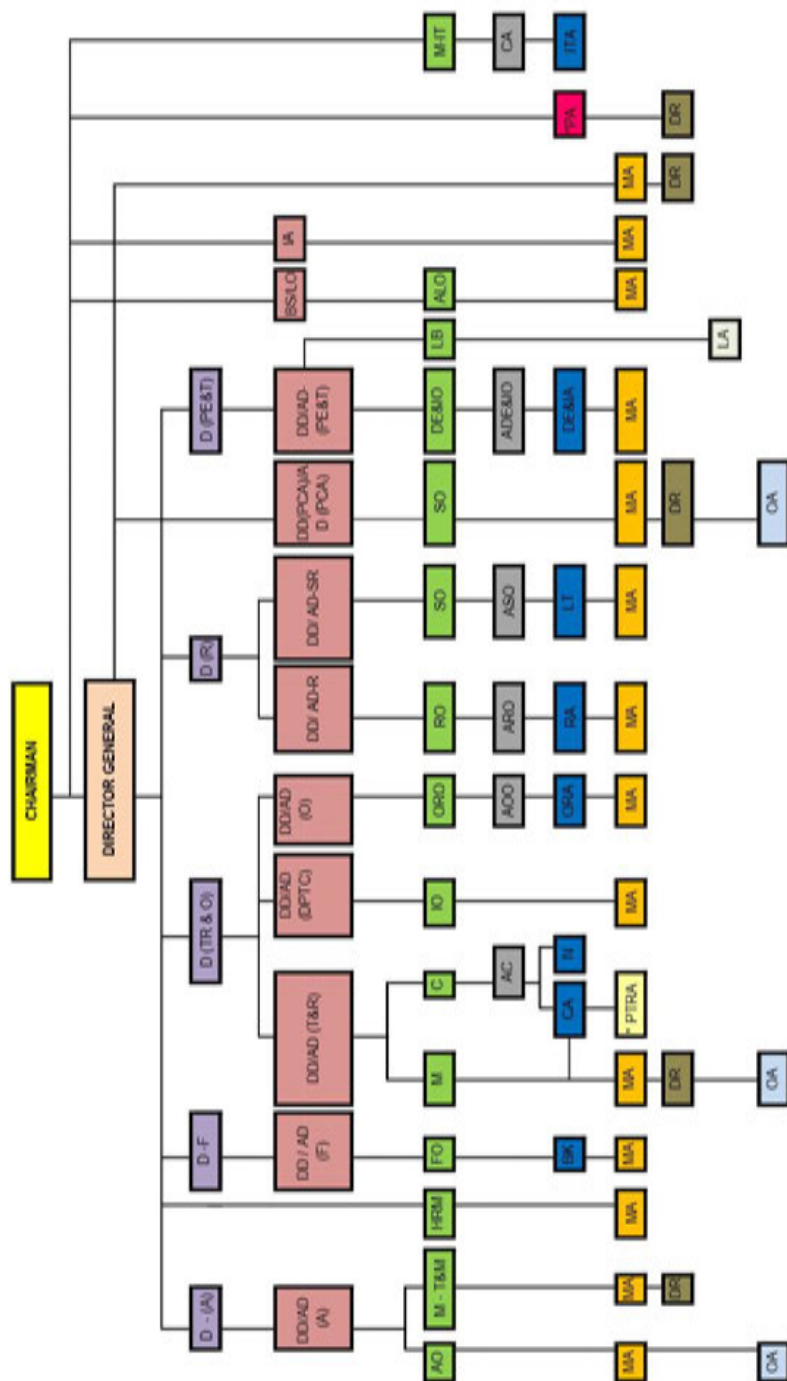 CHAIRMAN
DIRECTOR GENERAL
D - (A)
D -F
D (TR & O)
D (R)
D (PE&T)
DD/AD
(A)
DD / AD
(F)
DD/AD (T&R)
DD/AD
(DPTC)
DD/AD
(O)
DD/ AD-R
DD/ AD-SR
DD(PCA)/A
D (PCA)
DD/AD-
(PE&T)
BS/LO
IA
AO
M - T&M
HRM
FO
M
C
IO
ORO
RO
SO
SO
DE&IO
ALO
M-IT
AC
AOO
ARO
ASO
ADE&IO
CA
BK
CA
N
ORA
RA
LT
DE&IA
*PA
ITA
MA
MA
MA
MA
MA
* PTRA
MA
MA
MA
MA
MA
MA
MA
MA
MA
DR
DR
DR
DR
DR
LA
OA
OA
OA